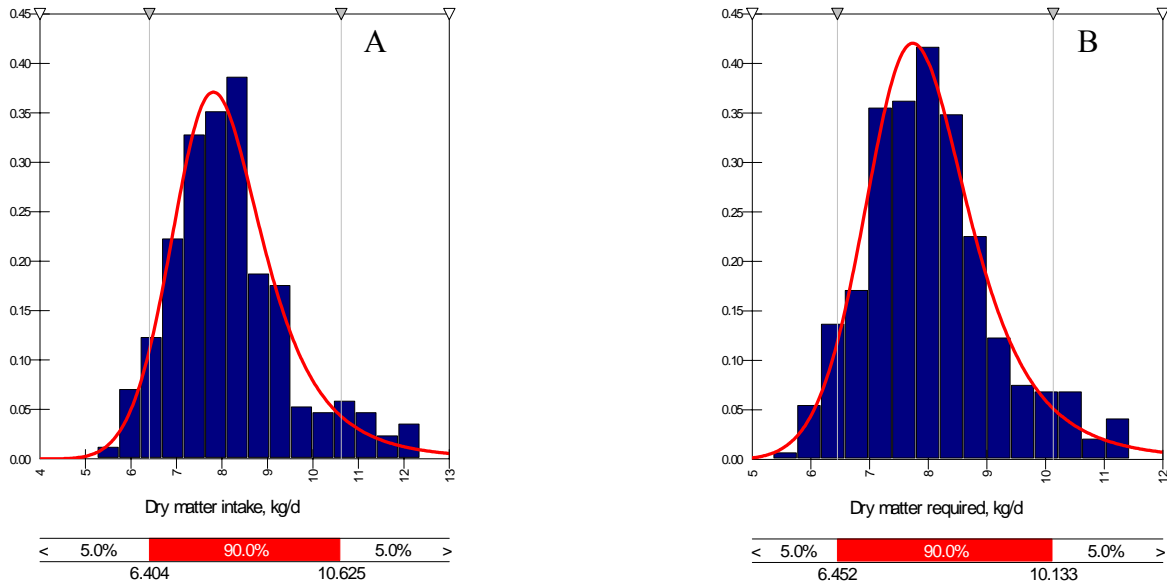 A
0.45
0.40
0.35
0.30
0.25
0.20
0.15
0.10
0.05
0.00
4 5 6 7 8 9 10 11 12 13
Dry matter intake, kg/d
< 5.0% 90.0% 5.0% >
6.404 10.625
B
0.45
0.40
0.35
0.30
0.25
0.20
0.15
0.10
0.05
0.00
5 6 7 8 9 10 11 12
Dry matter required, kg/d
< 5.0% 90.0% 5.0% >
6.452 10.133